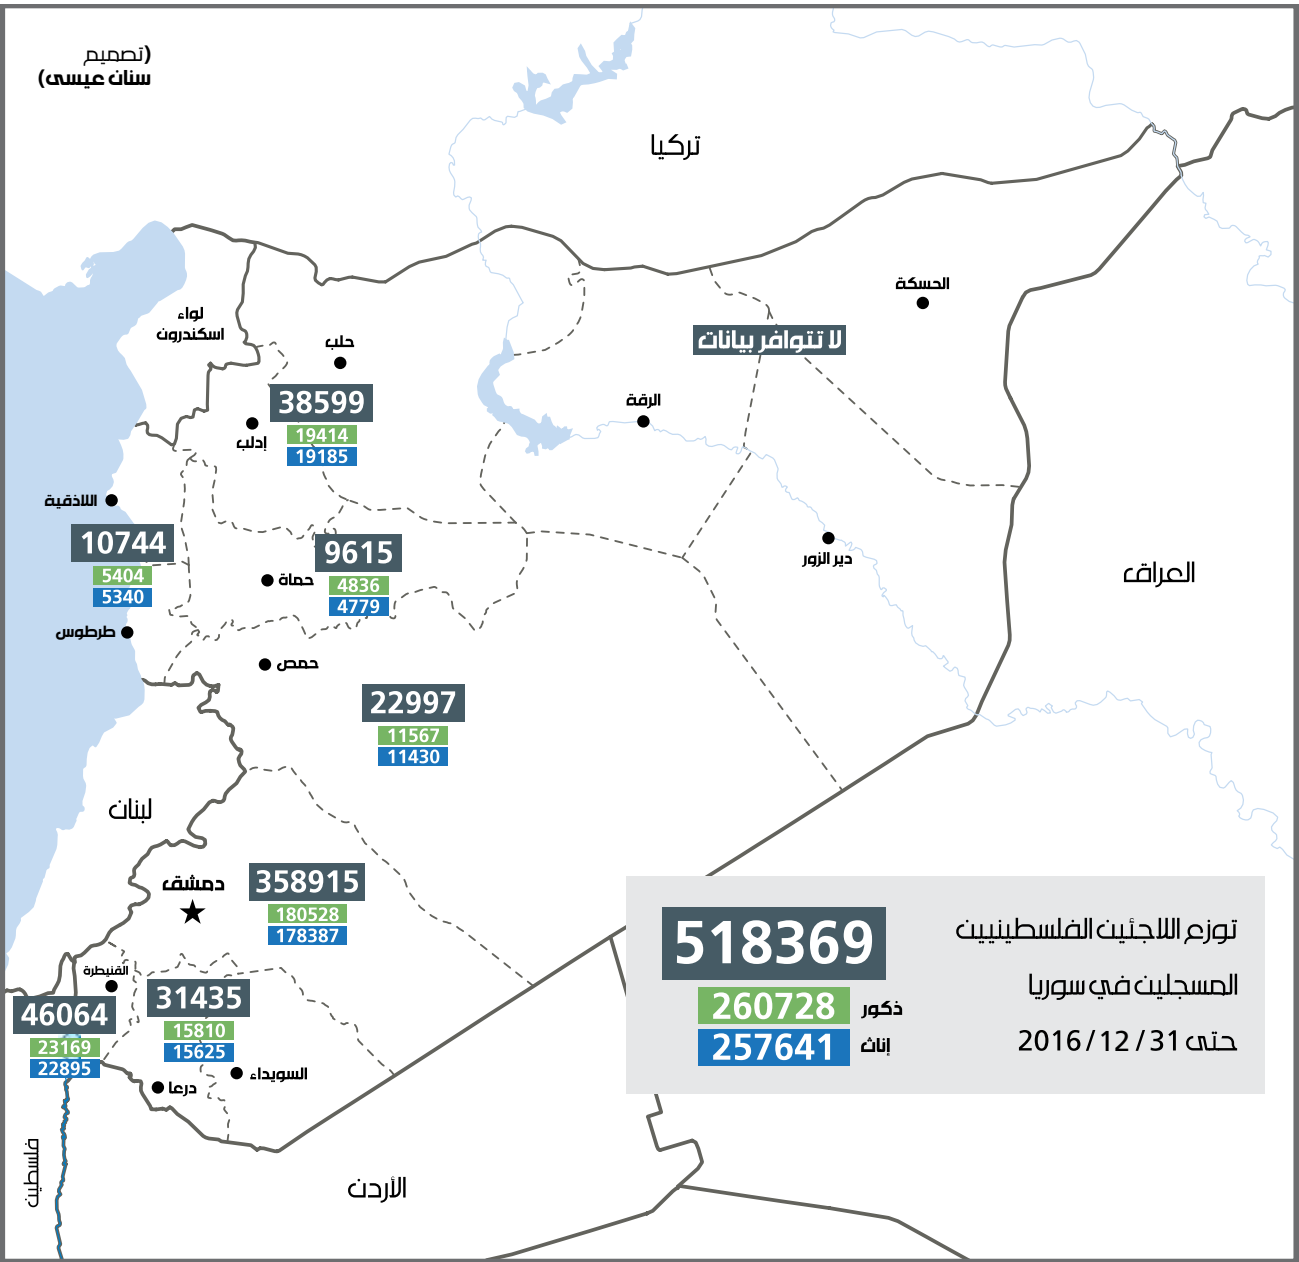 (تصميم
سنان عيسى)
تركيا
لواء
اسكندرون
حلب
الحسكة
لا تتوافر بيانات
38599
19414
19185
إدلب
الرقة
اللاذقية
10744
5404
5340
9615
4836
4779
حماة
دير الزور
العراق
طرطوس
حمص
22997
11567
11430
لبنان
دمشق
358915
180528
178387
القنيطرة
46064
23169
22895
31435
15810
15625
السويداء
درعا
فلسطين
الأردن
توزع اللاجئين الفلسطينيين
المسجلين في سوريا
حتى 31 / 12 / 2016
518369
ذكور 260728
إناث 257641